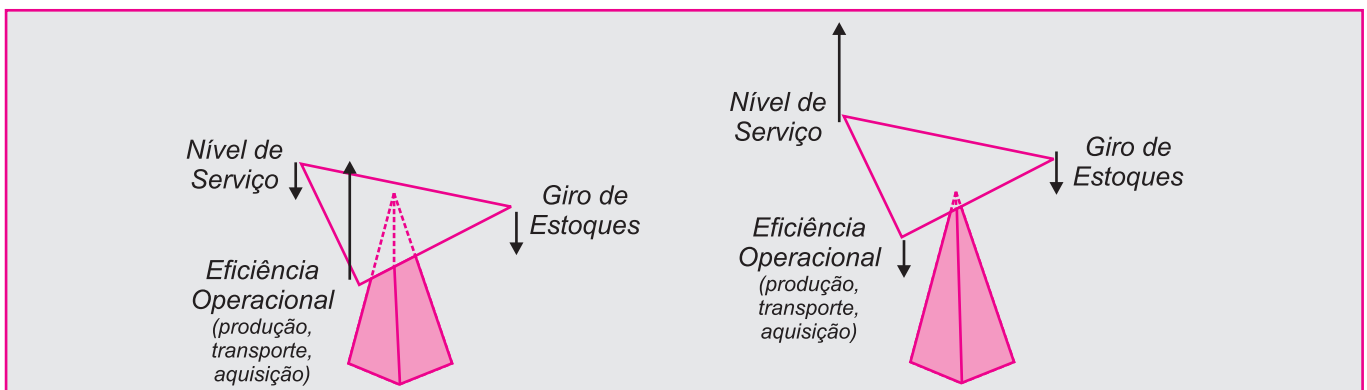 Nível de
Serviço
Giro de
Estoques
Eficiência
Operacional
(produção,
transporte,
aquisição)
Nível de
Serviço
Giro de
Estoques
Eficiência
Operacional
(produção,
transporte,
aquisição)